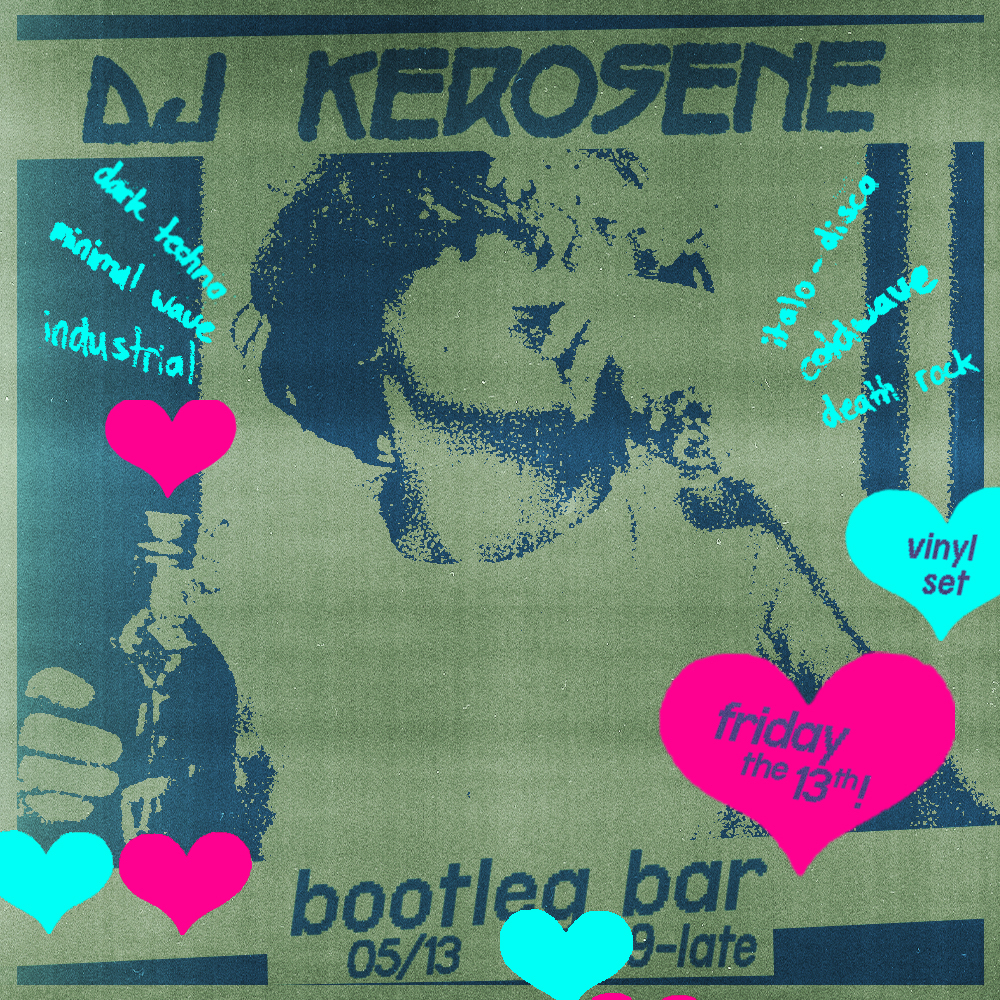 DJ KEROSENE
dark techno
minimal wave
industrial
italo-disco
coldwave
death rock
vinyl
set
friday
the 13th!
bootleg bar
05/13 9-late